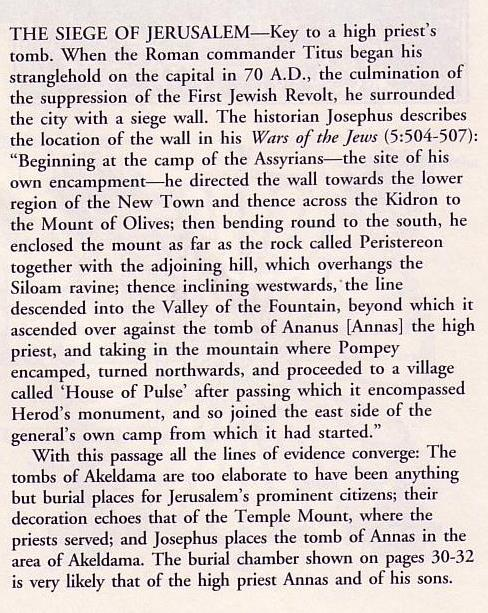 THE SIEGE OF JERUSALEM—Key to a high priest's
tomb. When the Roman commander Titus began his
stranglehold on the capital in 70 A.D., the culmination of
the suppression of the First Jewish Revolt, he surrounded
the city with a siege wall. The historian Josephus describes
the location of the wall in his Wars of the Jews (5:504-507):
“Beginning at the camp of the Assyrians—the site of his
own encampment—he directed the wall towards the lower
region of the New Town and thence across the Kidron to
the Mount of Olives; then bending round to the south, he
enclosed the mount as far as the rock called Peristereon
together with the adjoining hill, which overhangs the
Siloam ravine; thence inclining westwards, the line
descended into the Valley of the Fountain, beyond which it
ascended over against the tomb of Ananus [Annas] the high
priest, and taking in the mountain where Pompey
encamped, turned northwards, and proceeded to a village
called ‘House of Pulse’ after passing which it encompassed
Herod's monument, and so joined the east side of the
general's own camp from which it had started.”
With this passage all the lines of evidence converge: The
tombs of Akeldama are too elaborate to have been anything
but burial places for Jerusalem's prominent citizens; their
decoration echoes that of the Temple Mount, where the
priests served; and Josephus places the tomb of Annas in the
area of Akeldama. The burial chamber shown on pages 30-32
is very likely that of the high priest Annas and of his sons.